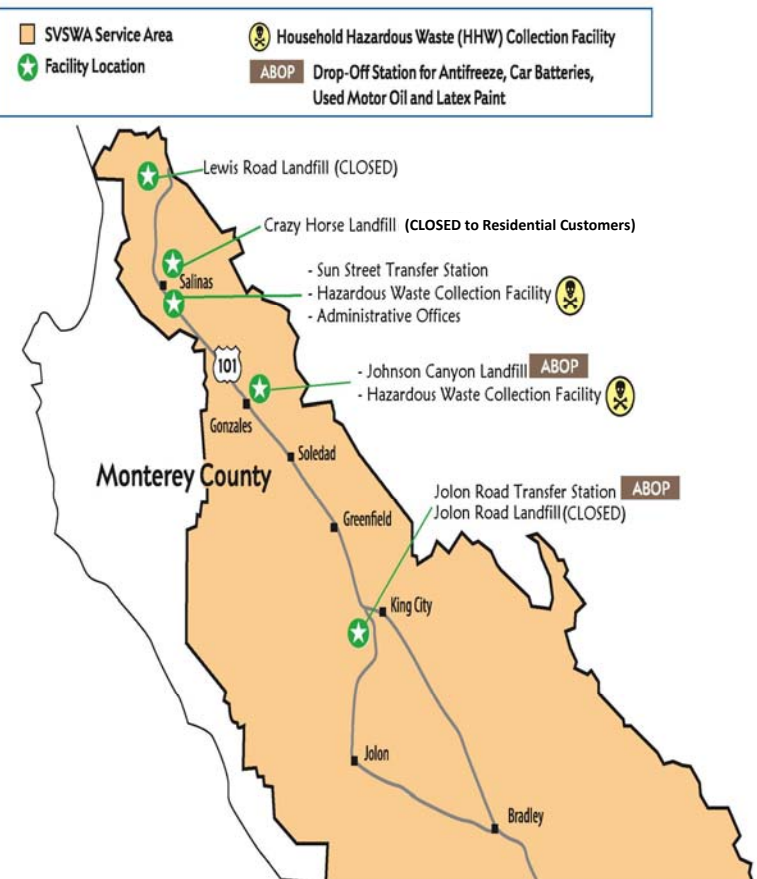 SVSWA Service Area
Facility Location
Household Hazardous Waste (HHW) Collection Facility
ABOP Drop-Off Station for Antifreeze, Car Batteries,
Used Motor Oil and Latex Paint
Lewis Road Landfill (CLOSED)
Crazy Horse Landfill (CLOSED to Residential Customers)
- Sun Street Transfer Station
Salinas
- Hazardous Waste Collection Facility
- Administrative Offices
101
- Johnson Canyon Landfill ABOP
- Hazardous Waste Collection Facility
Gonzales
Soledad
Monterey County
Jolon Road Transfer Station ABOP
Jolon Road Landfill(CLOSED)
Greenfield
King City
Jolon
Bradley